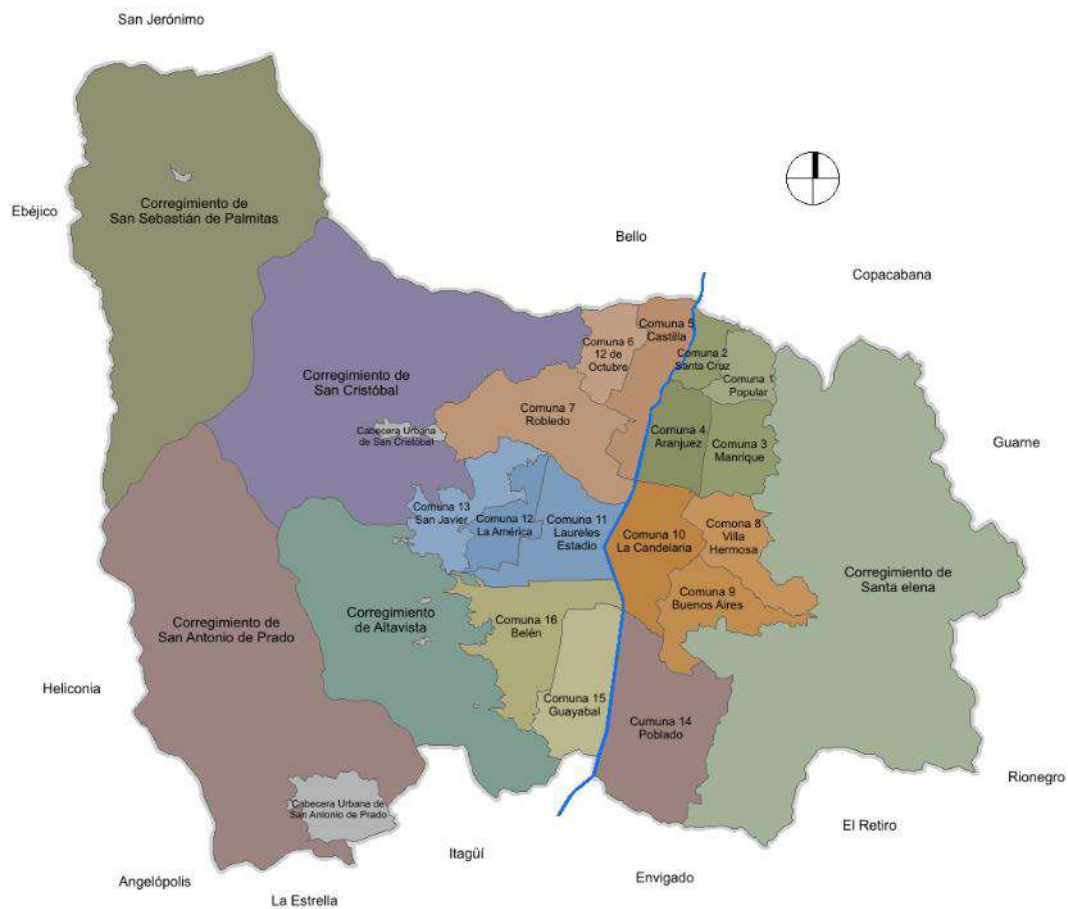 San Jerónimo
Corregimiento de
San Sebastián de Palmitas
Ebéjico
Bello
Copacabana
Comuna 5
Castilla
Comuna 6
12 de
Octubre
Comuna 2
Santa Cruz
Comuna 1
Popular
Corregimiento de
San Cristóbal
Comuna 7
Robledo
Cabecera Urbana
de San Cristóbal
Comuna 4
Aranjuez
Comuna 3
Manrique
Guarne
Comuna 13
San Javier
Comuna 12
La América
Comuna 11
Laureles
Estadio
Comuna 10
La Candelaria
Comona 8
Villa
Hermosa
Corregimiento de
Santa elena
Comuna 9
Buenos Aires
Corregimiento de
San Antonio de Prado
Corregimiento
de Altavista
Comuna 16
Belén
Heliconia
Comuna 15
Guayabal
Cumuna 14
Poblado
Rionegro
Cabecera Urbana de
San Antonio de Prado
El Retiro
Itagüí
Angelópolis
Envigado
La Estrella